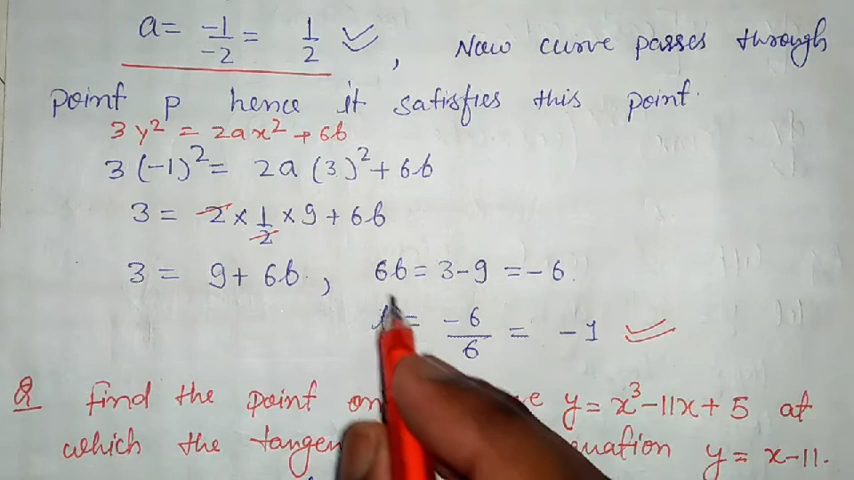 a = -1/-2 = 1/2 , Now curve passes through
point p hence it satisfies this point.
3y² = 2ax² + 6b
3(-1)² = 2a(3)² + 6b
3 = 2 × 1/2 × 9 + 6b
3 = 9 + 6b , 6b = 3 - 9 = -6
= -6/6 = -1
Q find the point on y = x³ - 11x + 5 at
which the tangen y = x - 11.